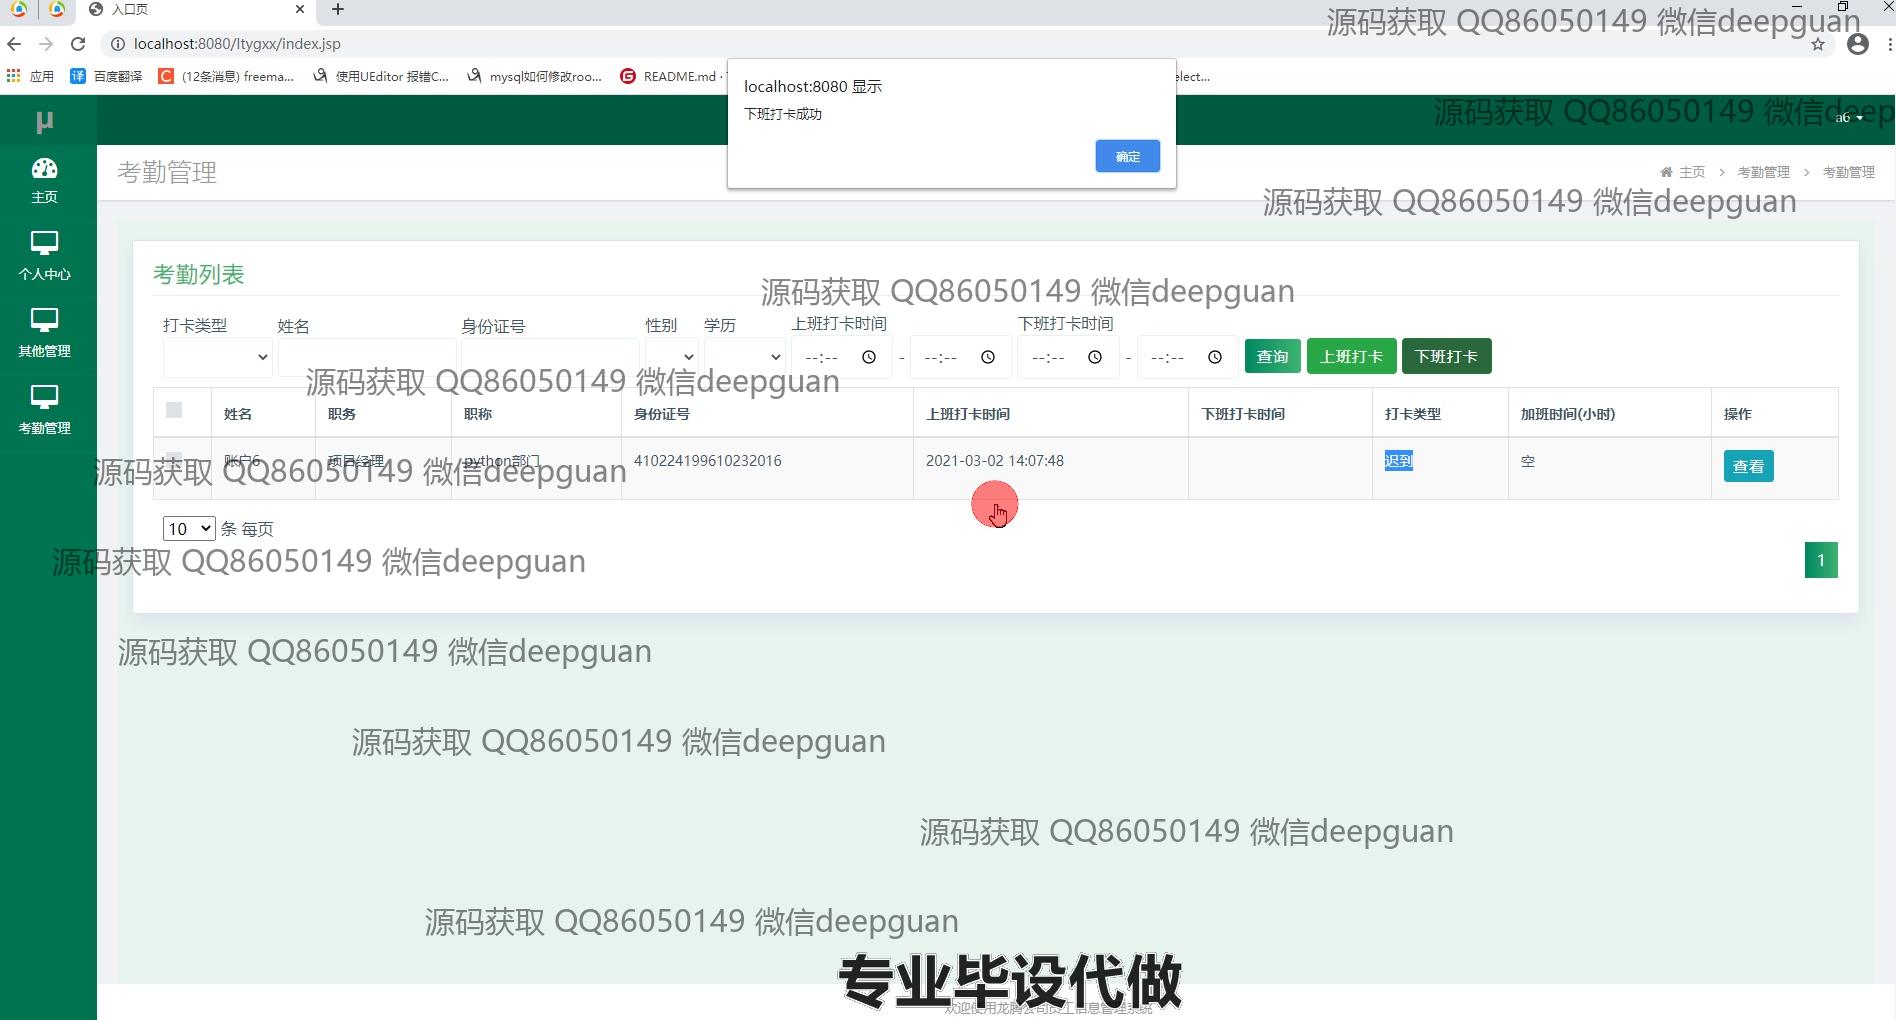 入口页
源码获取 QQ86050149 微信deepguan
localhost:8080/ltygxx/index.jsp
应用
百度翻译
(12条消息) freema...
使用UEditor 报错C...
mysql如何修改roo...
README.md ·
elect...
localhost:8080 显示
下班打卡成功
确定
μ
源码获取 QQ86050149 微信deep
a6
考勤管理
主页 > 考勤管理 > 考勤管理
源码获取 QQ86050149 微信deepguan
主页
个人中心
其他管理
考勤管理
考勤列表
源码获取 QQ86050149 微信deepguan
打卡类型 姓名 身份证号 性别 学历 上班打卡时间 下班打卡时间
--:-- - --:-- --:-- - --:-- 查询 上班打卡 下班打卡
源码获取 QQ86050149 微信deepguan
姓名 职务 职称 身份证号 上班打卡时间 下班打卡时间 打卡类型 加班时间(小时) 操作
账户6 项目经理 python部门 410224199610232016 2021-03-02 14:07:48 迟到 空 查看
源码获取 QQ86050149 微信deepguan
10 条 每页
1
源码获取 QQ86050149 微信deepguan
源码获取 QQ86050149 微信deepguan
源码获取 QQ86050149 微信deepguan
源码获取 QQ86050149 微信deepguan
源码获取 QQ86050149 微信deepguan
专业毕设代做
欢迎使用龙腾公司员工信息管理系统